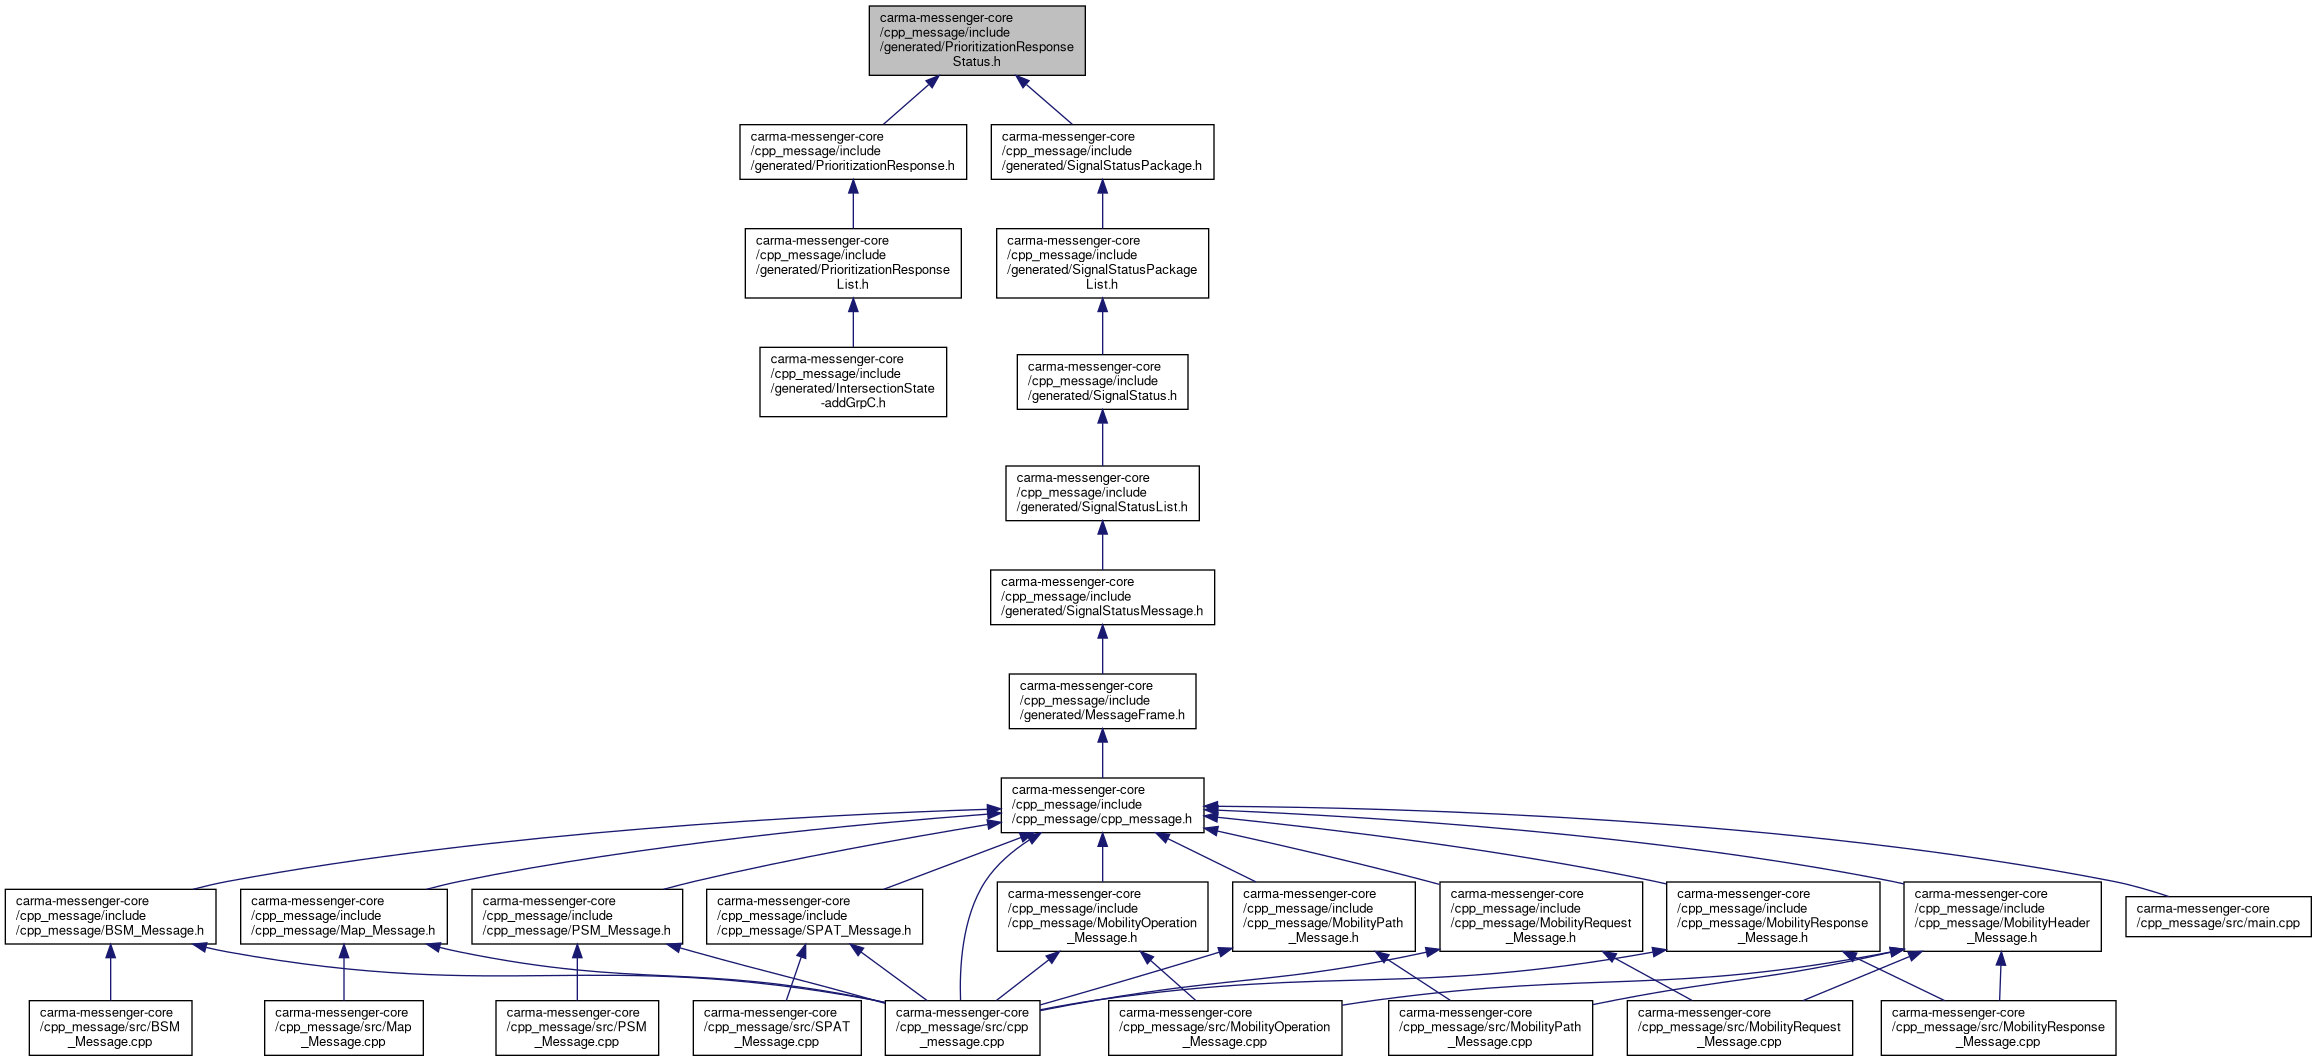 carma-messenger-core
/cpp_message/include
/generated/PrioritizationResponse
Status.h
carma-messenger-core
/cpp_message/include
/generated/PrioritizationResponse.h
carma-messenger-core
/cpp_message/include
/generated/SignalStatusPackage.h
carma-messenger-core
/cpp_message/include
/generated/PrioritizationResponse
List.h
carma-messenger-core
/cpp_message/include
/generated/SignalStatusPackage
List.h
carma-messenger-core
/cpp_message/include
/generated/IntersectionState
-addGrpC.h
carma-messenger-core
/cpp_message/include
/generated/SignalStatus.h
carma-messenger-core
/cpp_message/include
/generated/SignalStatusList.h
carma-messenger-core
/cpp_message/include
/generated/SignalStatusMessage.h
carma-messenger-core
/cpp_message/include
/generated/MessageFrame.h
carma-messenger-core
/cpp_message/include
/cpp_message/cpp_message.h
carma-messenger-core
/cpp_message/include
/cpp_message/BSM_Message.h
carma-messenger-core
/cpp_message/include
/cpp_message/Map_Message.h
carma-messenger-core
/cpp_message/include
/cpp_message/PSM_Message.h
carma-messenger-core
/cpp_message/include
/cpp_message/SPAT_Message.h
carma-messenger-core
/cpp_message/include
/cpp_message/MobilityOperation
_Message.h
carma-messenger-core
/cpp_message/include
/cpp_message/MobilityPath
_Message.h
carma-messenger-core
/cpp_message/include
/cpp_message/MobilityRequest
_Message.h
carma-messenger-core
/cpp_message/include
/cpp_message/MobilityResponse
_Message.h
carma-messenger-core
/cpp_message/include
/cpp_message/MobilityHeader
_Message.h
carma-messenger-core
/cpp_message/src/main.cpp
carma-messenger-core
/cpp_message/src/BSM
_Message.cpp
carma-messenger-core
/cpp_message/src/Map
_Message.cpp
carma-messenger-core
/cpp_message/src/PSM
_Message.cpp
carma-messenger-core
/cpp_message/src/SPAT
_Message.cpp
carma-messenger-core
/cpp_message/src/cpp
_message.cpp
carma-messenger-core
/cpp_message/src/MobilityOperation
_Message.cpp
carma-messenger-core
/cpp_message/src/MobilityPath
_Message.cpp
carma-messenger-core
/cpp_message/src/MobilityRequest
_Message.cpp
carma-messenger-core
/cpp_message/src/MobilityResponse
_Message.cpp